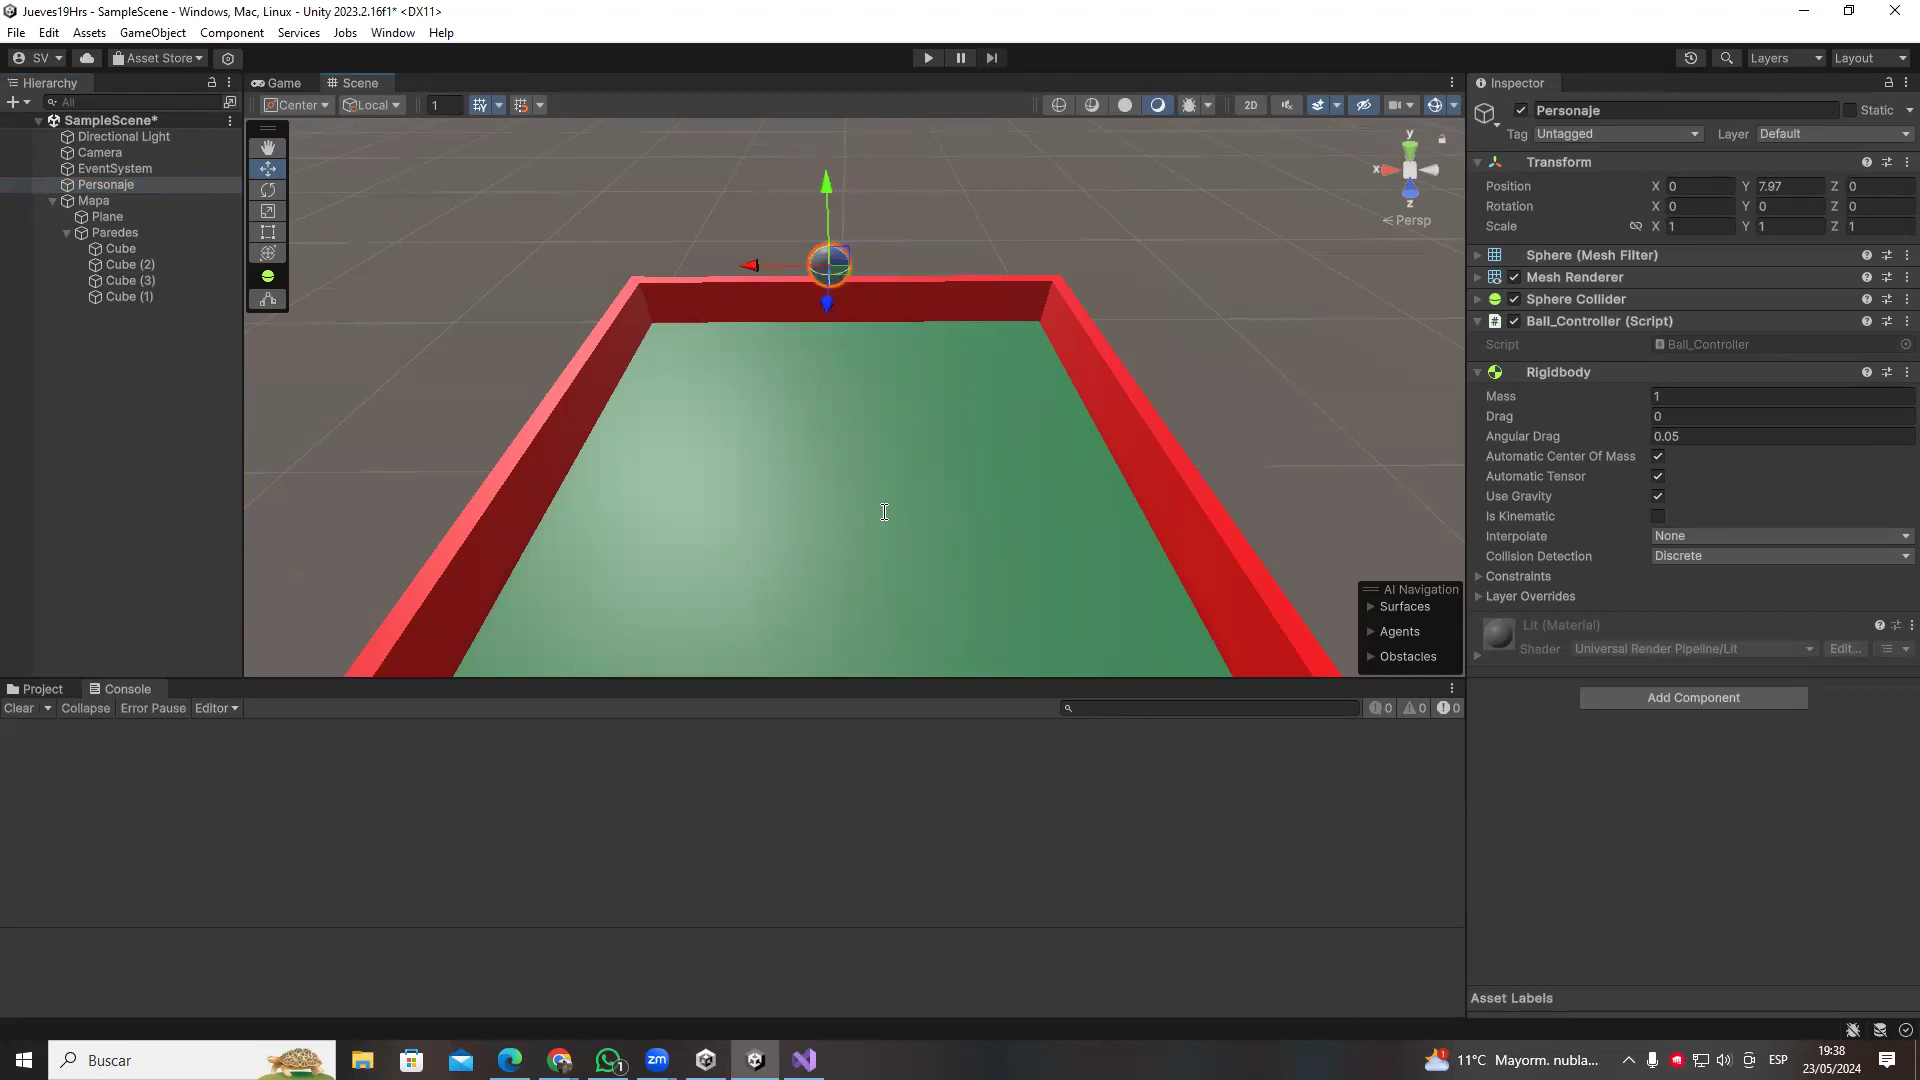 Jueves19Hrs - SampleScene - Windows, Mac, Linux - Unity 2023.2.16f1* <DX11>
File Edit Assets GameObject Component Services Jobs Window Help
SV Asset Store Layers Layout
Hierarchy
All
SampleScene*
Directional Light
Camera
EventSystem
Personaje
Mapa
Plane
Paredes
Cube
Cube (2)
Cube (3)
Cube (1)
Game Scene
Center Local 1 2D
y
x
z
Persp
AI Navigation
Surfaces
Agents
Obstacles
Inspector
Personaje Static
Tag Untagged Layer Default
Transform
Position X 0 Y 7.97 Z 0
Rotation X 0 Y 0 Z 0
Scale X 1 Y 1 Z 1
Sphere (Mesh Filter)
Mesh Renderer
Sphere Collider
# Ball_Controller (Script)
Script Ball_Controller
Rigidbody
Mass 1
Drag 0
Angular Drag 0.05
Automatic Center Of Mass
Automatic Tensor
Use Gravity
Is Kinematic
Interpolate None
Collision Detection Discrete
Constraints
Layer Overrides
Lit (Material)
Shader Universal Render Pipeline/Lit Edit...
Add Component
Asset Labels
Project Console
Clear Collapse Error Pause Editor 0 0 0
Buscar
1
zm
1
11°C Mayorm. nubla...
ESP
19:38
23/05/2024